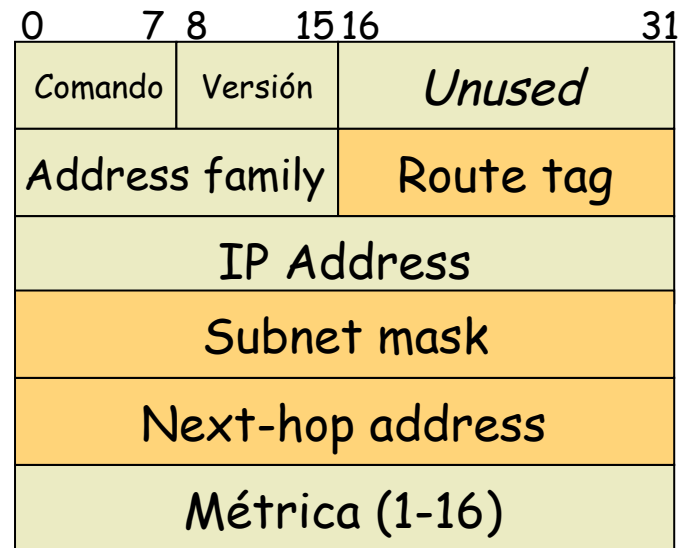 0 7 8 15 16 31
Comando Versión Unused
Address family Route tag
IP Address
Subnet mask
Next-hop address
Métrica (1-16)